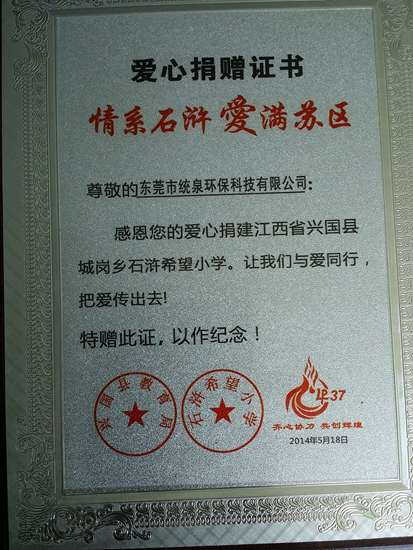 爱心捐赠证书
情系石浒 爱满苏区
尊敬的东莞市统泉环保科技有限公司:
感恩您的爱心捐建江西省兴国县
城岗乡石浒希望小学。让我们与爱同行，
把爱传出去!
特赠此证，以作纪念！
兴国县教育局
石浒希望小学
LP37
齐心协力 共创辉煌
2014年5月18日